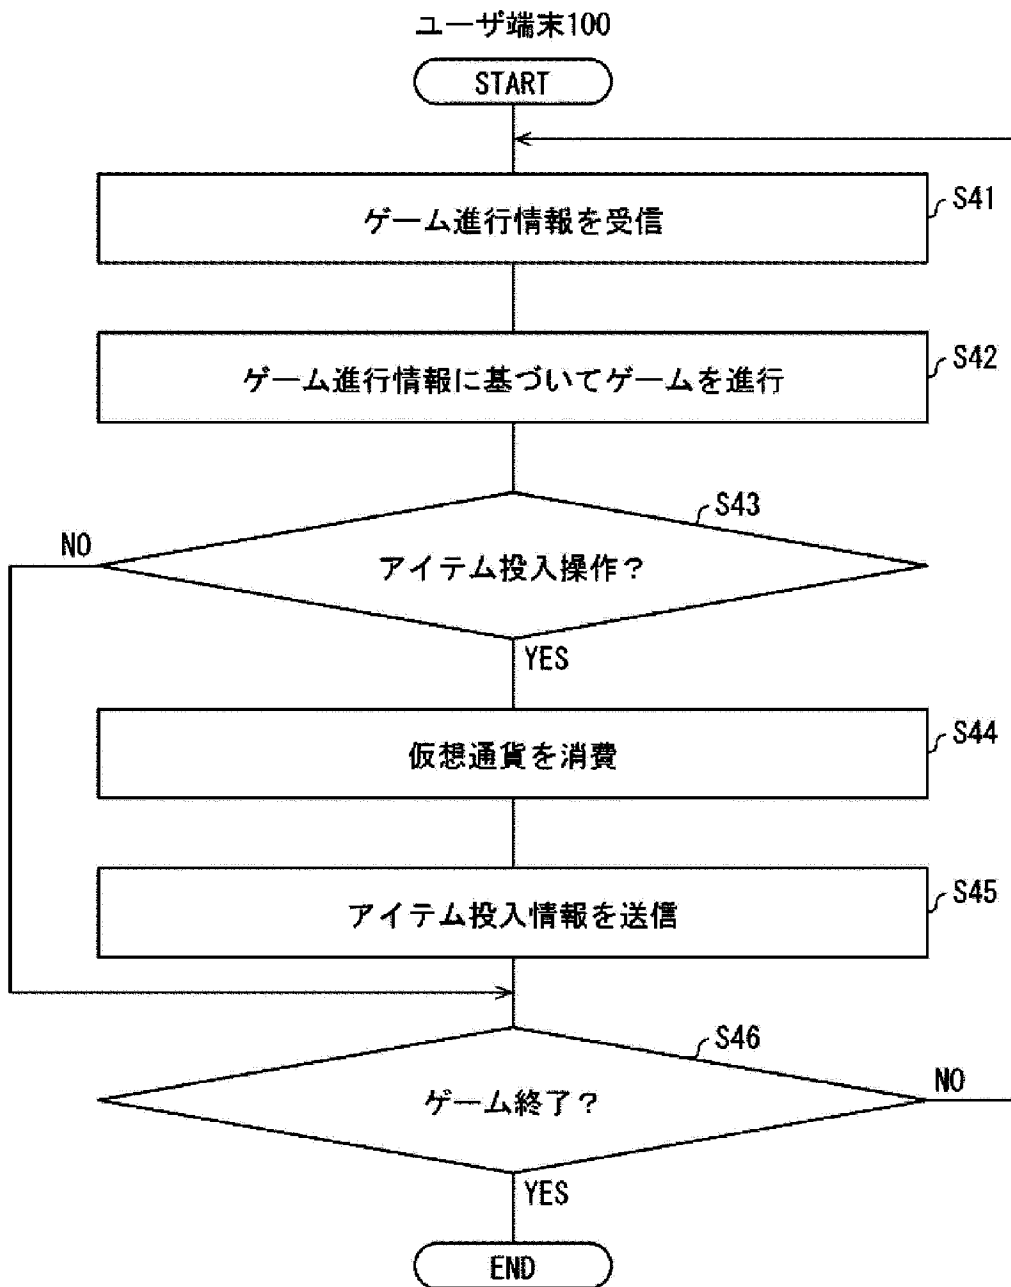 ユーザ端末100
START
ゲーム進行情報を受信
S41
ゲーム進行情報に基づいてゲームを進行
S42
アイテム投入操作?
S43
NO
YES
仮想通貨を消費
S44
アイテム投入情報を送信
S45
ゲーム終了?
S46
NO
YES
END